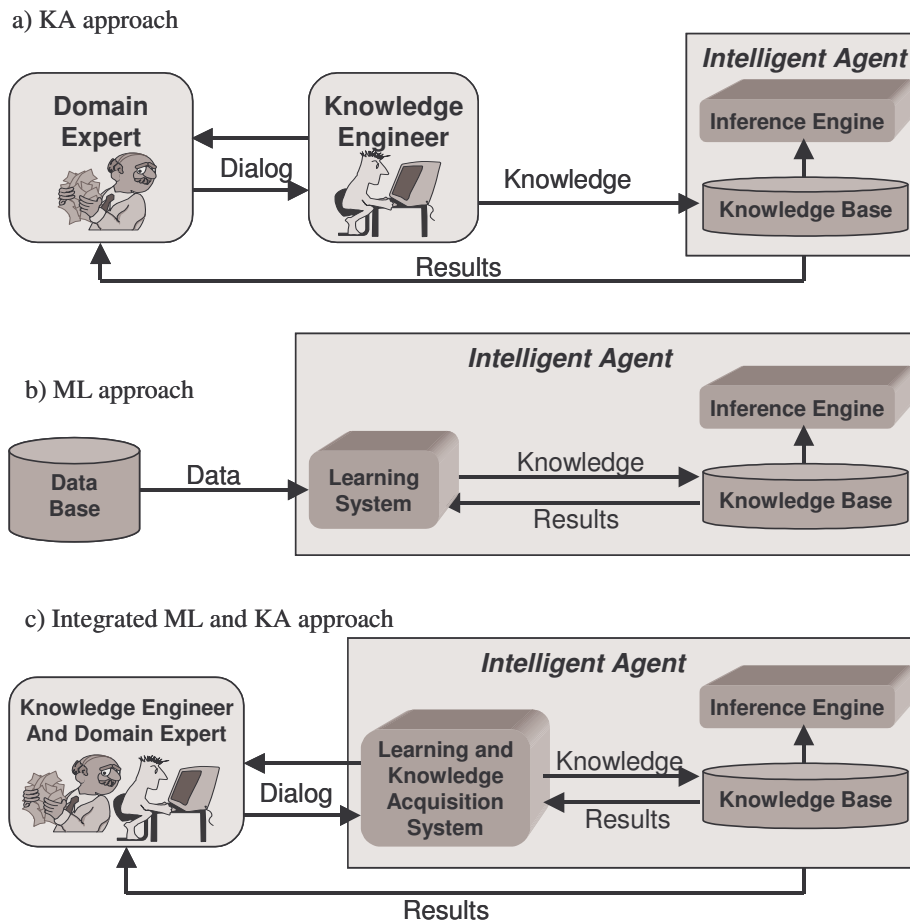 a) KA approach
Intelligent Agent
Domain
Expert
Knowledge
Engineer
Inference Engine
Dialog
Knowledge
Knowledge Base
Results
Intelligent Agent
b) ML approach
Inference Engine
Data
Base
Data
Learning
System
Knowledge
Results
Knowledge Base
c) Integrated ML and KA approach
Intelligent Agent
Knowledge Engineer
And Domain Expert
Inference Engine
Dialog
Learning and
Knowledge
Acquisition
System
Knowledge
Results
Knowledge Base
Results